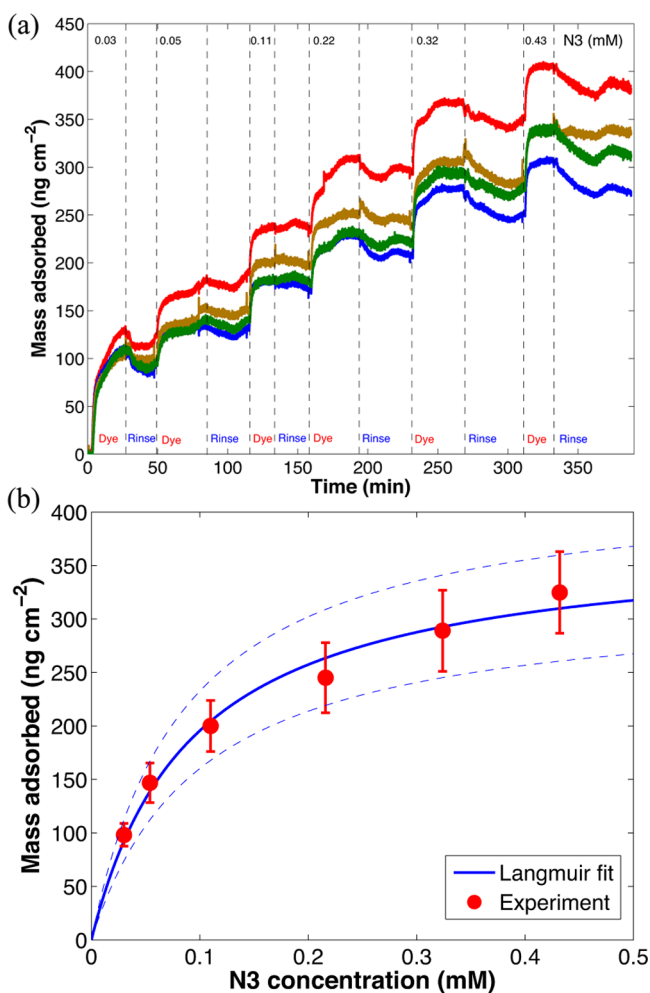 (a)
450
400
350
300
250
200
150
100
50
0
Mass adsorbed (ng cm⁻²)
0.03 0.05 0.11 0.22 0.32 0.43 N3 (mM)
Dye Rinse Dye Rinse Dye Rinse Dye Rinse Dye Rinse Dye Rinse
0 50 100 150 200 250 300 350
Time (min)
(b)
400
350
300
250
200
150
100
50
0
Mass adsorbed (ng cm⁻²)
Langmuir fit
Experiment
0 0.1 0.2 0.3 0.4 0.5
N3 concentration (mM)